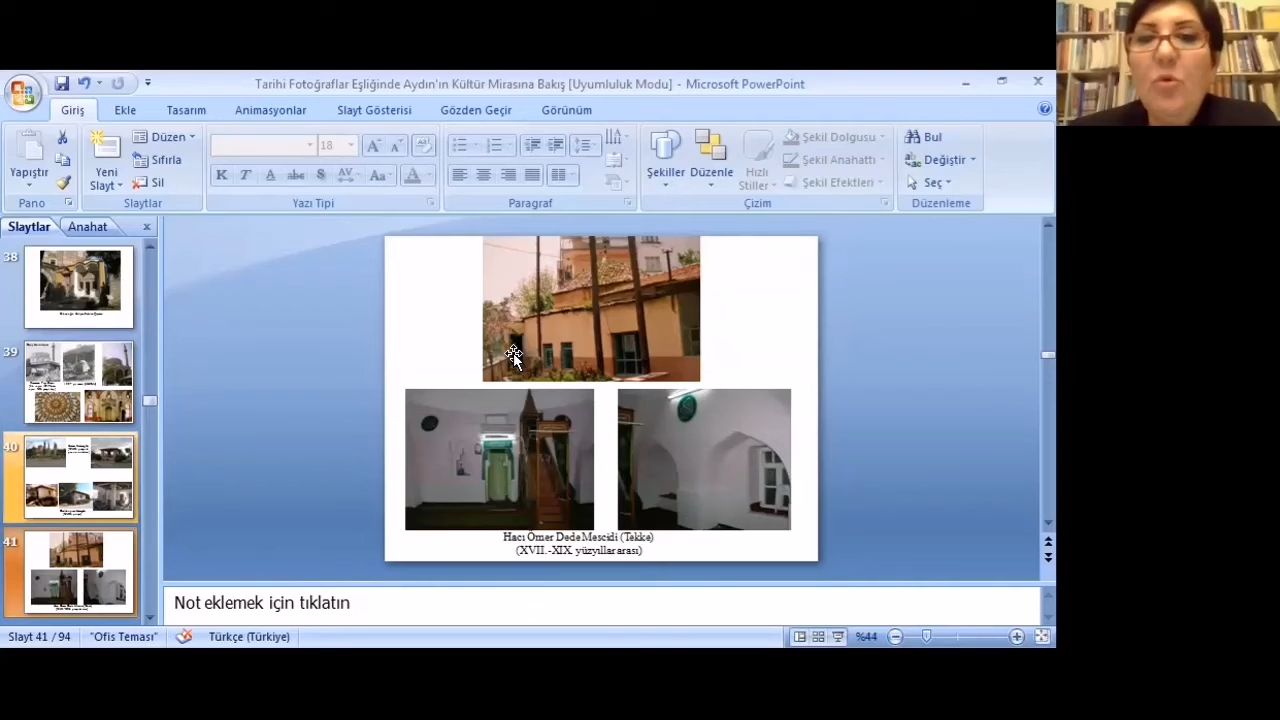 Tarihi Fotoğraflar Eşliğinde Aydın'ın Kültür Mirasına Bakış [Uyumluluk Modu] - Microsoft PowerPoint
Giriş Ekle Tasarım Animasyonlar Slayt Gösterisi Gözden Geçir Görünüm
Yapıştır
Yeni Slayt
Düzen
Sıfırla
Sil
18
Şekiller
Düzenle
Hızlı Stiller
Şekil Dolgusu
Şekil Anahattı
Şekil Efektleri
Bul
Değiştir
Seç
Pano Slaytlar Yazı Tipi Paragraf Çizim Düzenleme
Slaytlar Anahat
38
39
40
41
Hacı Ömer Dede Mescidi (Tekke)
(XVII.-XIX. yüzyıllar arası)
Not eklemek için tıklatın
Slayt 41 / 94 "Ofis Teması" Türkçe (Türkiye) %44